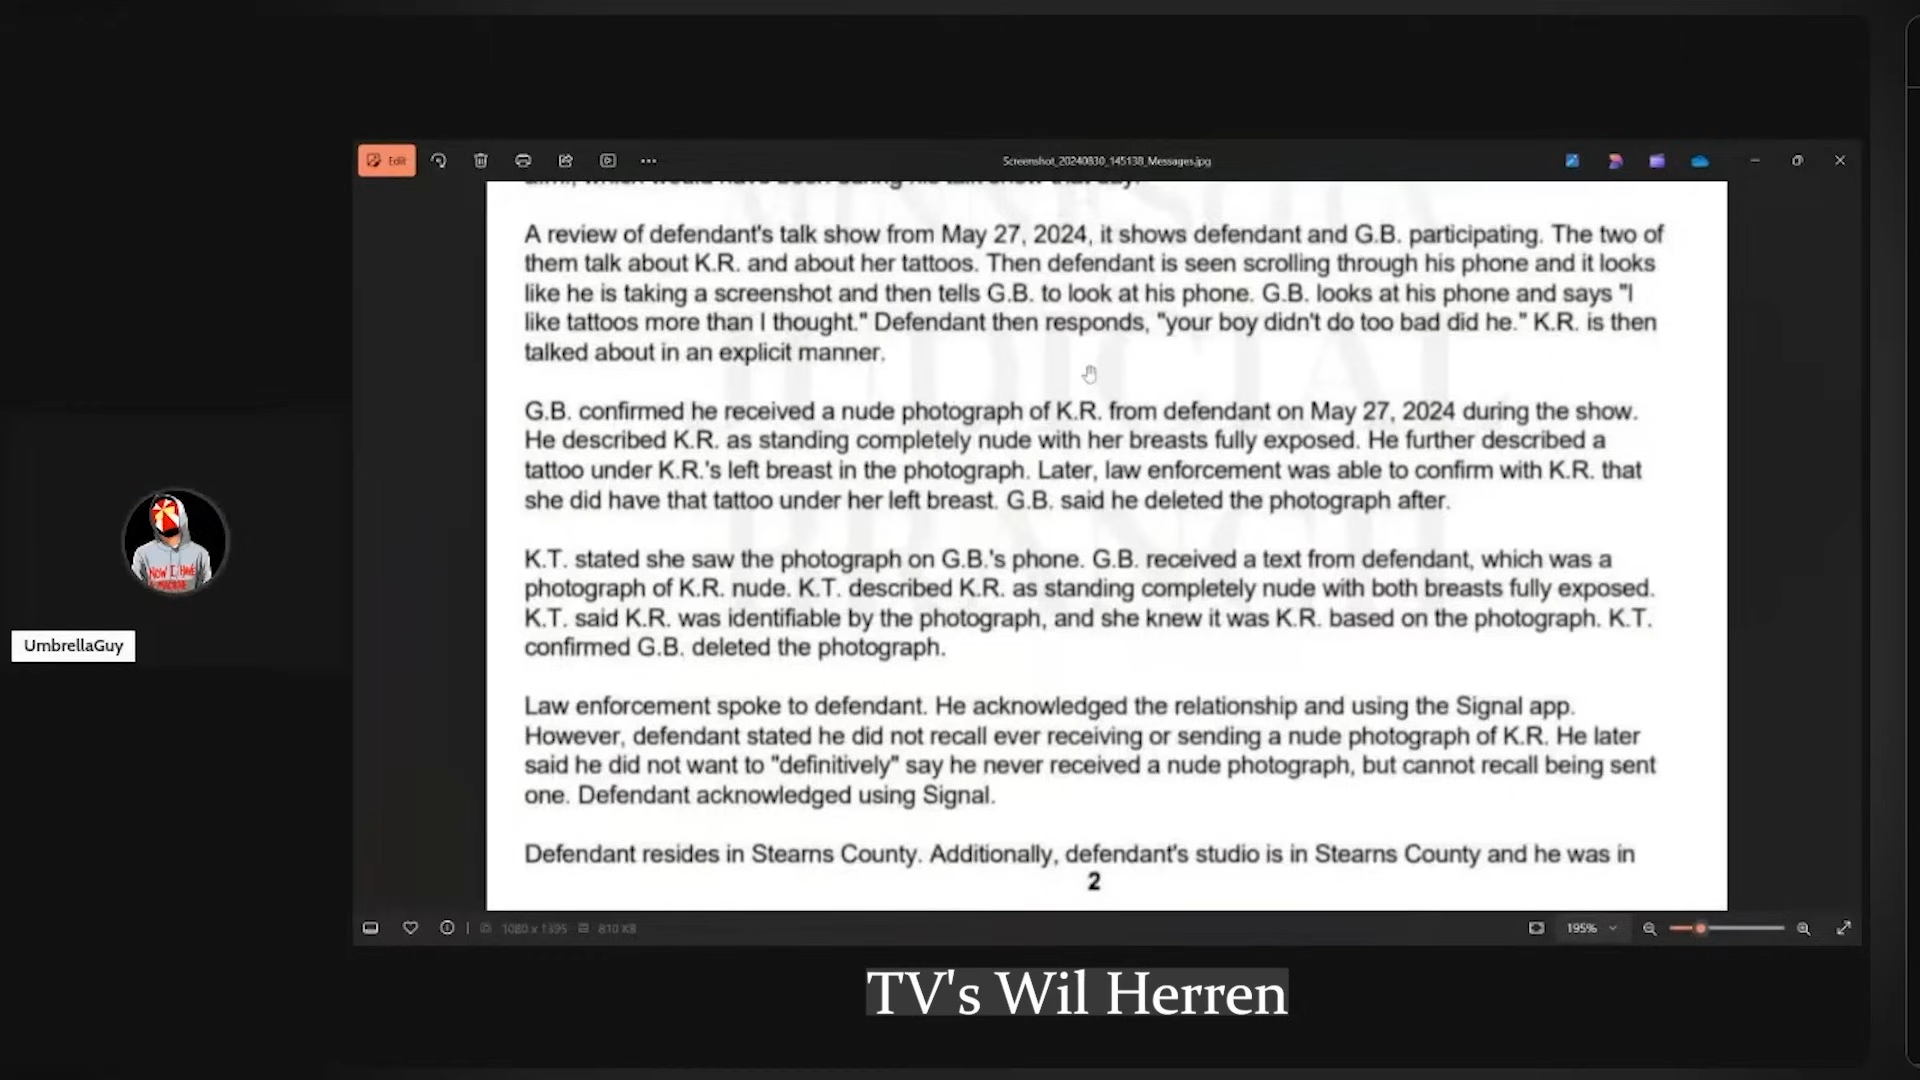 Edit
Screenshot_20240830_145138_Messages.jpg
A review of defendant's talk show from May 27, 2024, it shows defendant and G.B. participating. The two of
them talk about K.R. and about her tattoos. Then defendant is seen scrolling through his phone and it looks
like he is taking a screenshot and then tells G.B. to look at his phone. G.B. looks at his phone and says "I
like tattoos more than I thought." Defendant then responds, "your boy didn't do too bad did he." K.R. is then
talked about in an explicit manner.
G.B. confirmed he received a nude photograph of K.R. from defendant on May 27, 2024 during the show.
He described K.R. as standing completely nude with her breasts fully exposed. He further described a
tattoo under K.R.'s left breast in the photograph. Later, law enforcement was able to confirm with K.R. that
she did have that tattoo under her left breast. G.B. said he deleted the photograph after.
K.T. stated she saw the photograph on G.B.'s phone. G.B. received a text from defendant, which was a
photograph of K.R. nude. K.T. described K.R. as standing completely nude with both breasts fully exposed.
K.T. said K.R. was identifiable by the photograph, and she knew it was K.R. based on the photograph. K.T.
confirmed G.B. deleted the photograph.
Law enforcement spoke to defendant. He acknowledged the relationship and using the Signal app.
However, defendant stated he did not recall ever receiving or sending a nude photograph of K.R. He later
said he did not want to "definitively" say he never received a nude photograph, but cannot recall being sent
one. Defendant acknowledged using Signal.
Defendant resides in Stearns County. Additionally, defendant's studio is in Stearns County and he was in
2
NOW I HAVE
UmbrellaGuy
1080 x 1395 810 KB
195%
TV's Wil Herren